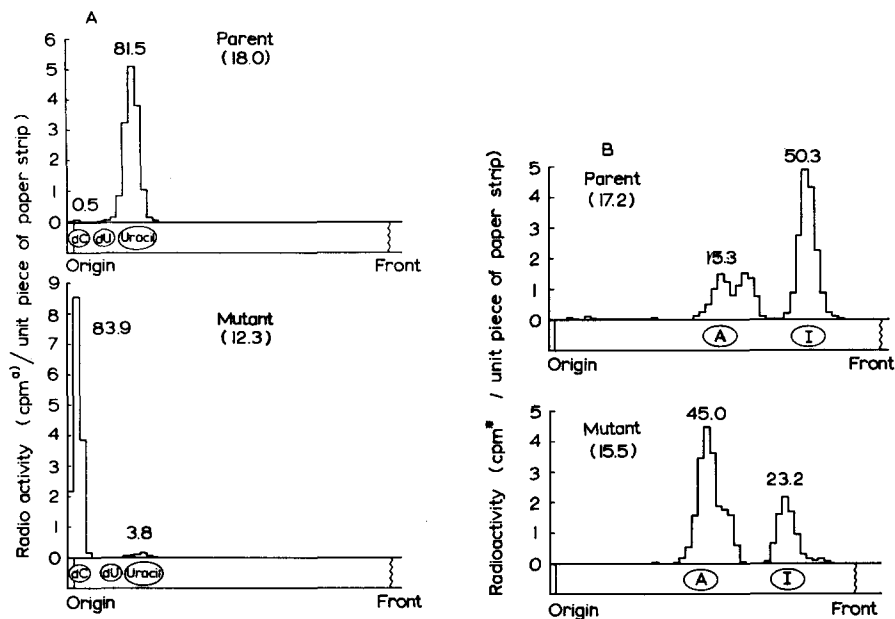 A
Parent
(18.0)
81.5
0.5
6
5
4
3
2
1
0
dC dU Uracil
Origin Front
Mutant
(12.3)
83.9
3.8
9
8
7
6
5
4
3
2
1
0
dC dU Uracil
Origin Front
Radio activity (cpm a) / unit piece of paper strip)
B
Parent
(17.2)
50.3
15.3
5
4
3
2
1
0
A I
Origin Front
Mutant
(15.5)
45.0
23.2
5
4
3
2
1
0
A I
Origin Front
Radioactivity (cpm* / unit piece of paper strip)